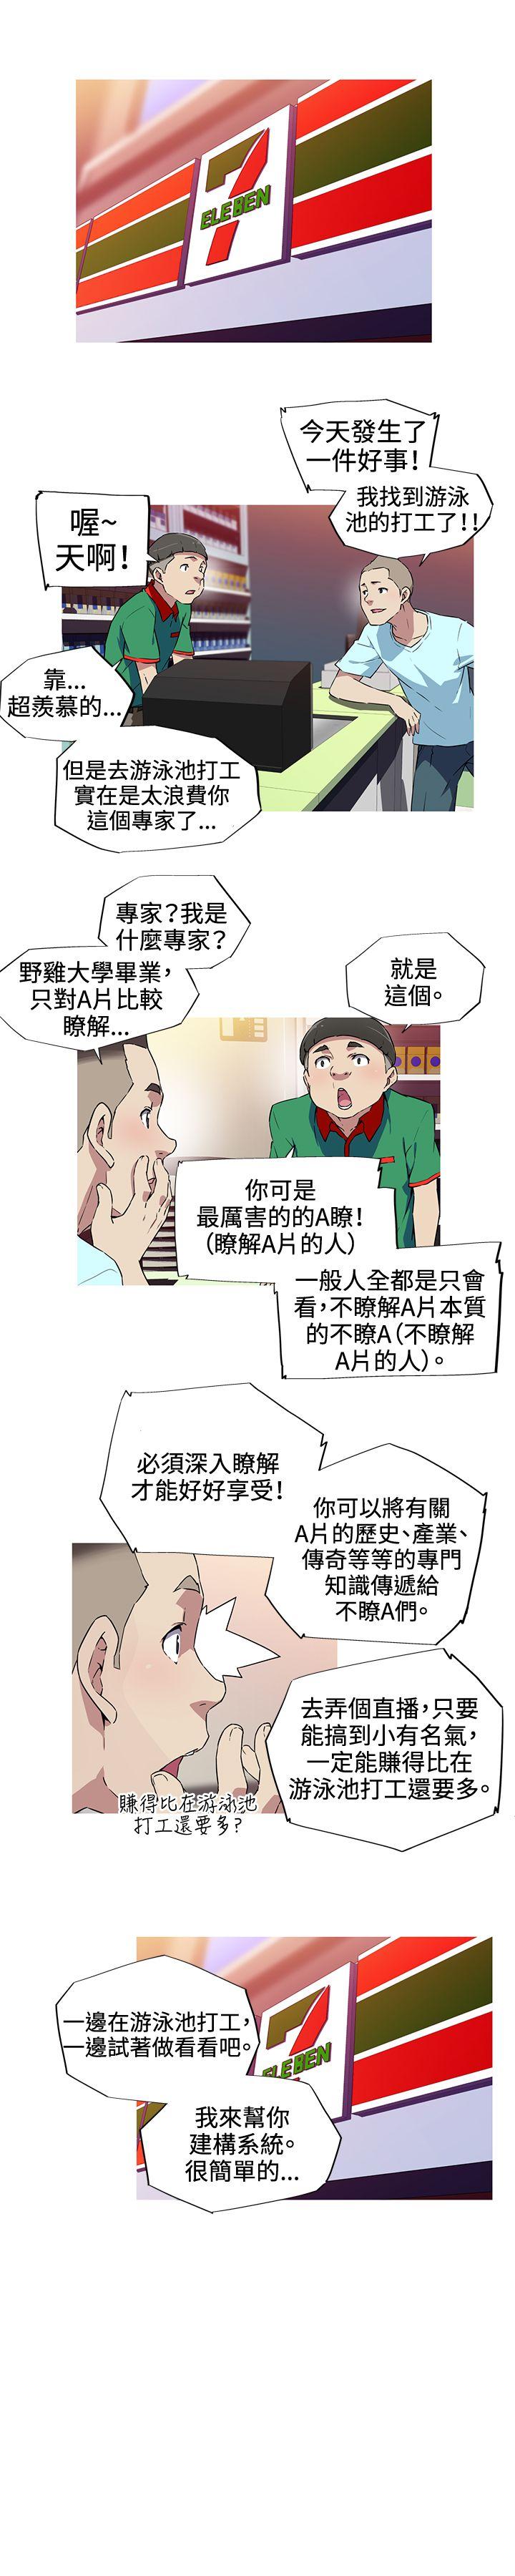 7
ELEBEN
今天發生了
一件好事!
我找到游泳
池的打工了!!
喔~
天啊!
靠...
超羨慕的...
但是去游泳池打工
實在是太浪費你
這個專家了...
專家?我是
什麼專家?
野雞大學畢業,
只對A片比較
瞭解...
就是
這個。
你可是
最厲害的的A瞭!
(瞭解A片的人)
一般人全都是只會
看,不瞭解A片本質
的不瞭A(不瞭解
A片的人)。
必須深入瞭解
才能好好享受!
你可以將有關
A片的歷史、產業、
傳奇等等的專門
知識傳遞給
不瞭A們。
去弄個直播,只要
能搞到小有名氣,
一定能賺得比在
游泳池打工還要多。
賺得比在游泳池
打工還要多?
7
ELEBEN
一邊在游泳池打工,
一邊試著做看看吧。
我來幫你
建構系統。
很簡單的...